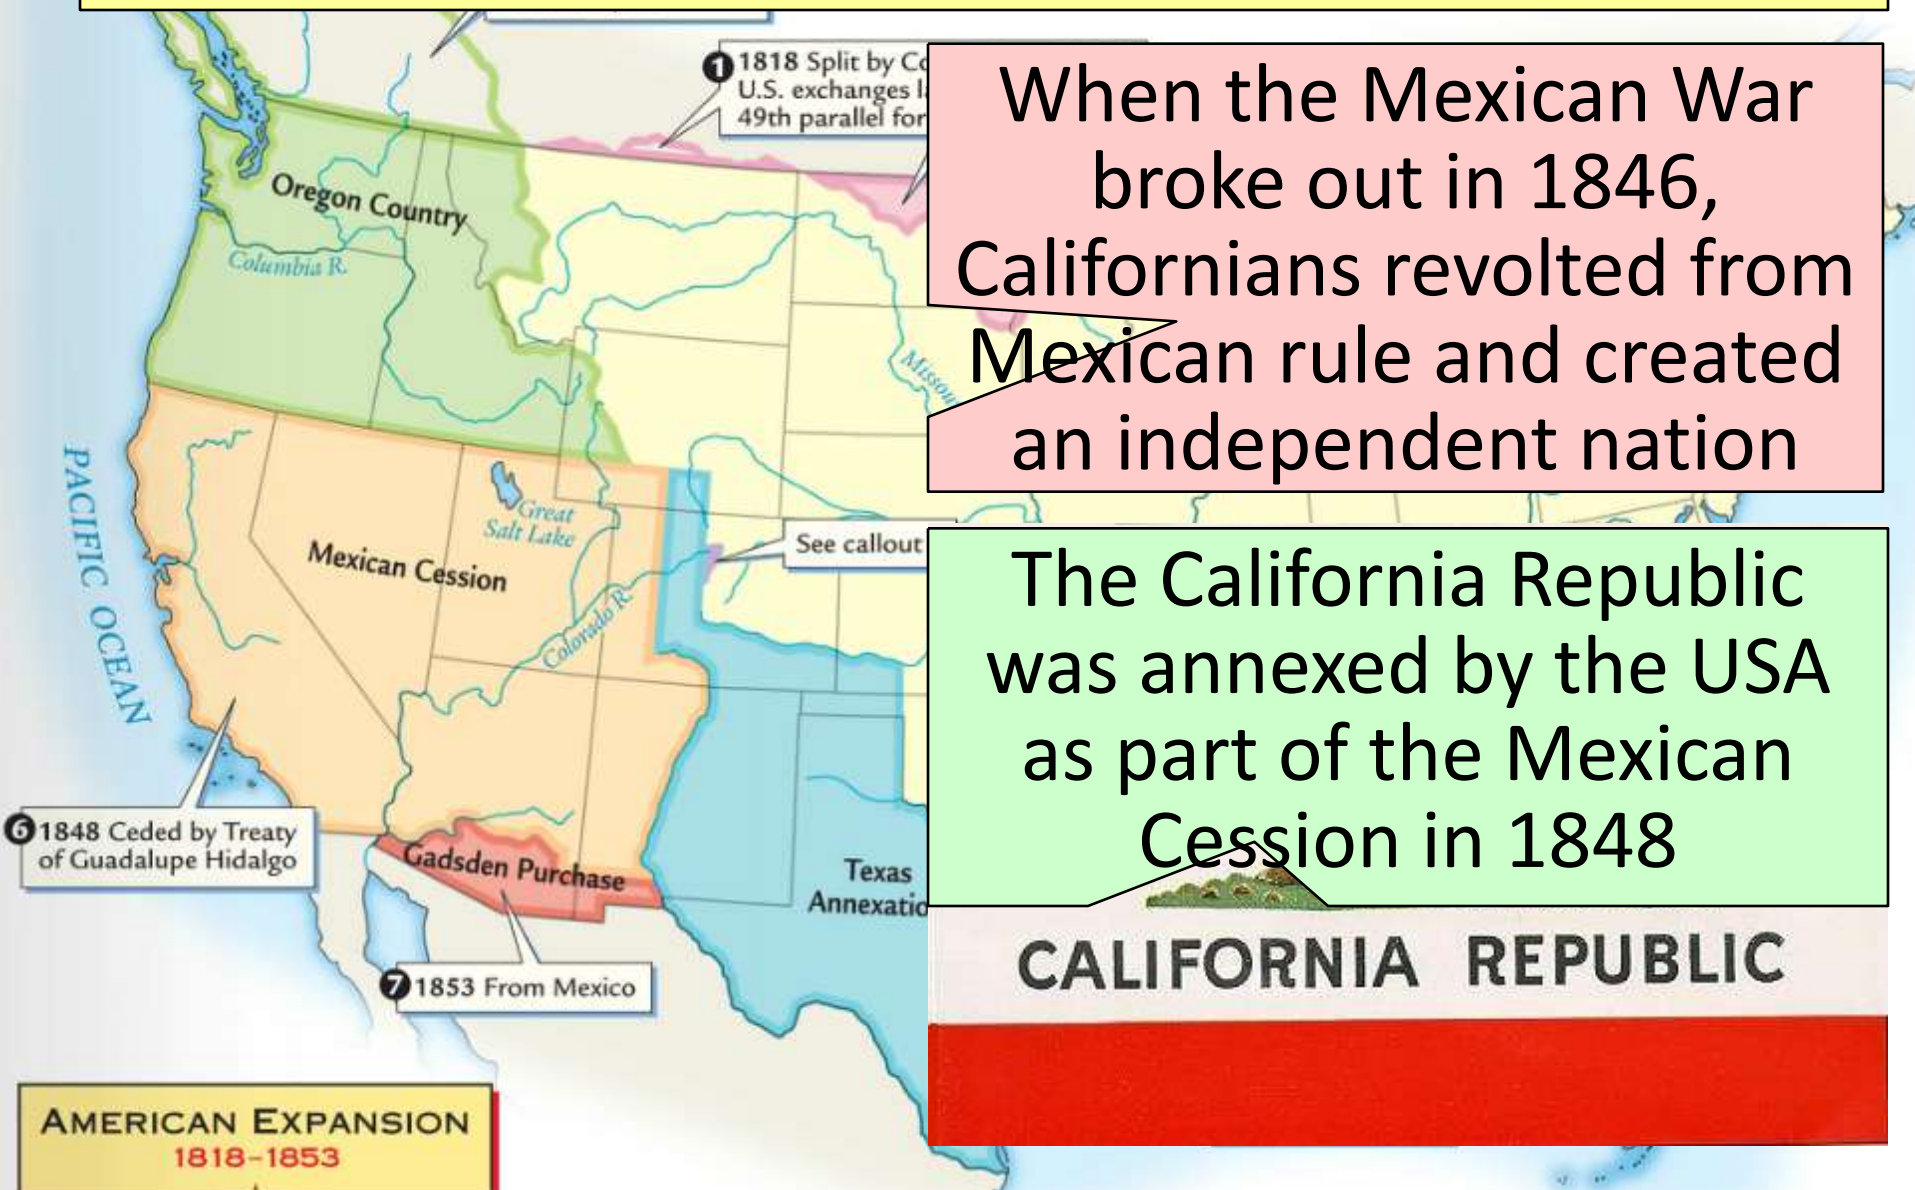 1 1818 Split by
U.S. exchanges
49th parallel for
When the Mexican War
broke out in 1846,
Californians revolted from
Mexican rule and created
an independent nation
Oregon Country
Columbia R.
PACIFIC OCEAN
Great
Salt Lake
Mexican Cession
Colorado R.
See callout
The California Republic
was annexed by the USA
as part of the Mexican
Cession in 1848
6 1848 Ceded by Treaty
of Guadalupe Hidalgo
Gadsden Purchase
Texas
7 1853 From Mexico
CALIFORNIA REPUBLIC
AMERICAN EXPANSION
1818–1853